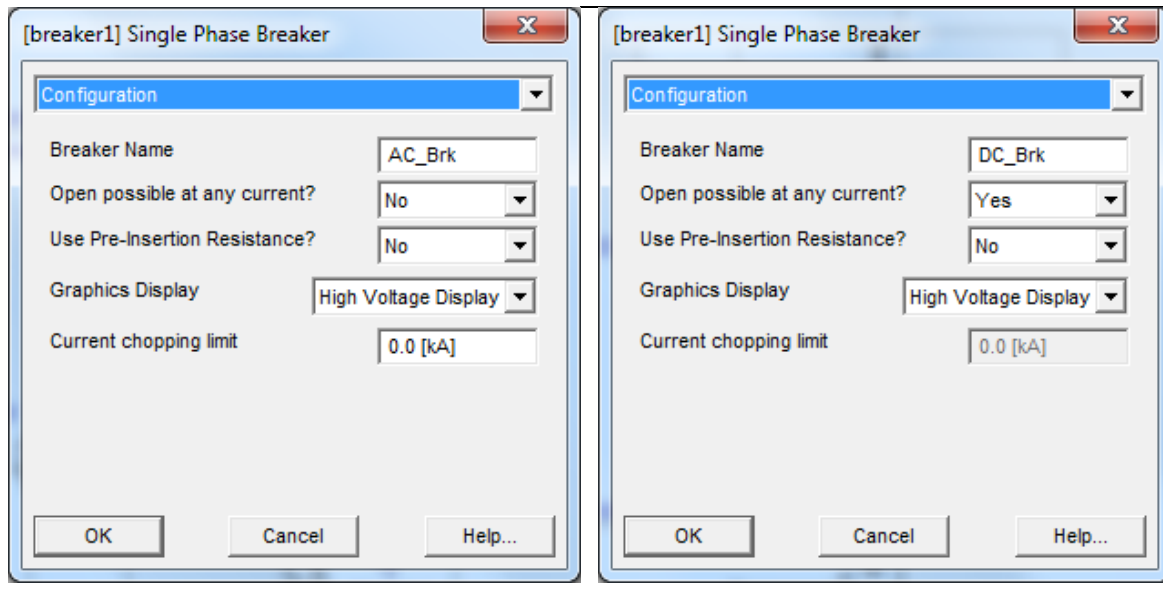 [breaker1] Single Phase Breaker
Configuration
Breaker Name AC_Brk
Open possible at any current? No
Use Pre-Insertion Resistance? No
Graphics Display High Voltage Display
Current chopping limit 0.0 [kA]
OK Cancel Help...
[breaker1] Single Phase Breaker
Configuration
Breaker Name DC_Brk
Open possible at any current? Yes
Use Pre-Insertion Resistance? No
Graphics Display High Voltage Display
Current chopping limit 0.0 [kA]
OK Cancel Help...